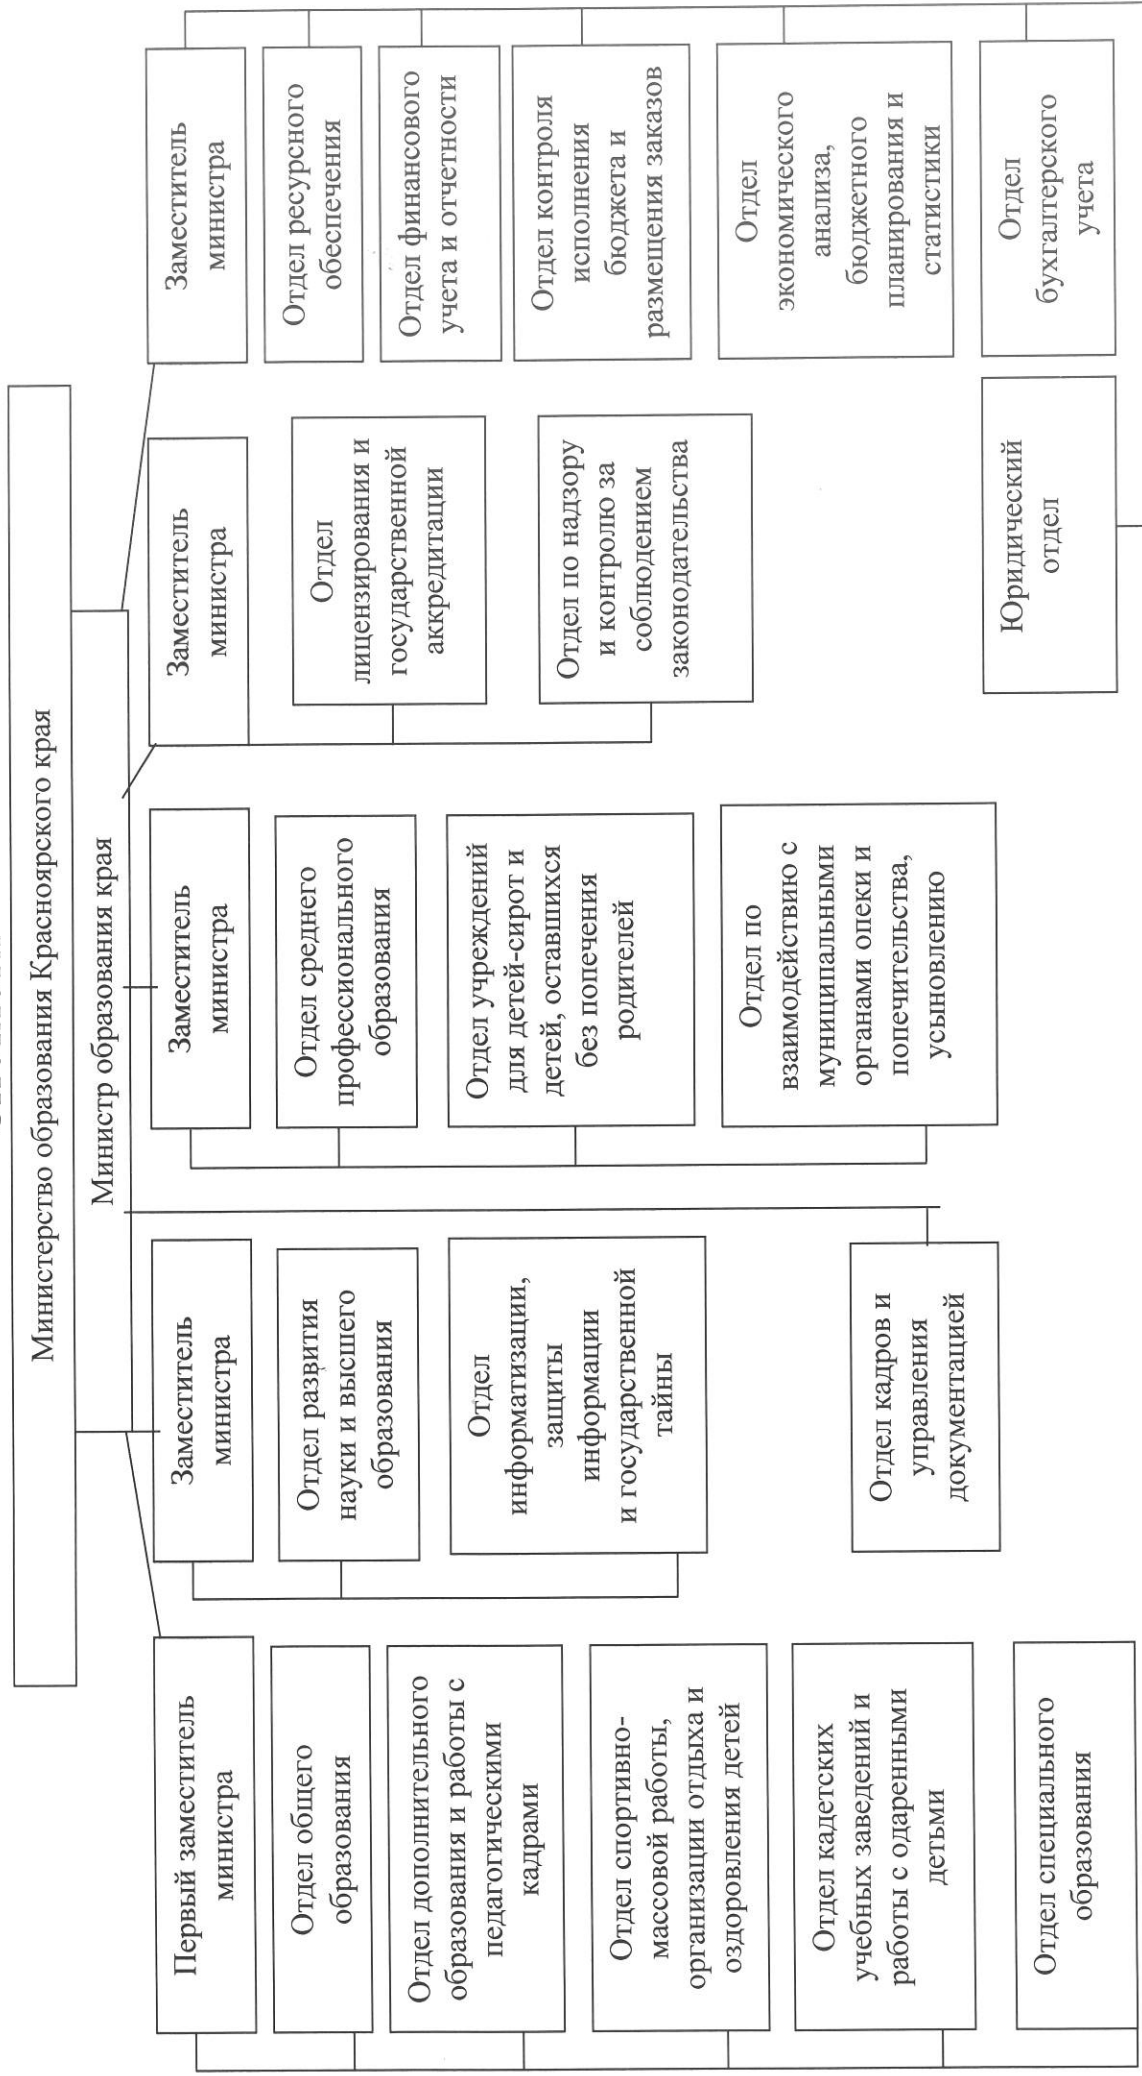 Министерство образования Красноярского края
Министр образования края
Первый заместитель
министра
Отдел общего
образования
Отдел дополнительного
образования и работы с
педагогическими
кадрами
Отдел спортивно-
массовой работы,
организации отдыха и
оздоровления детей
Отдел кадетских
учебных заведений и
работы с одаренными
детьми
Отдел специального
образования
Заместитель
министра
Отдел развития
науки и высшего
образования
Отдел
информатизации,
защиты
информации
и государственной
тайны
Отдел кадров и
управления
документацией
Заместитель
министра
Отдел среднего
профессионального
образования
Отдел учреждений
для детей-сирот и
детей, оставшихся
без попечения
родителей
Отдел по
взаимодействию с
муниципальными
органами опеки и
попечительства,
усыновлению
Заместитель
министра
Отдел
лицензирования и
государственной
аккредитации
Отдел по надзору
и контролю за
соблюдением
законодательства
Юридический
отдел
Заместитель
министра
Отдел ресурсного
обеспечения
Отдел финансового
учета и отчетности
Отдел контроля
исполнения
бюджета и
размещения заказов
Отдел
экономического
анализа,
бюджетного
планирования и
статистики
Отдел
бухгалтерского
учета